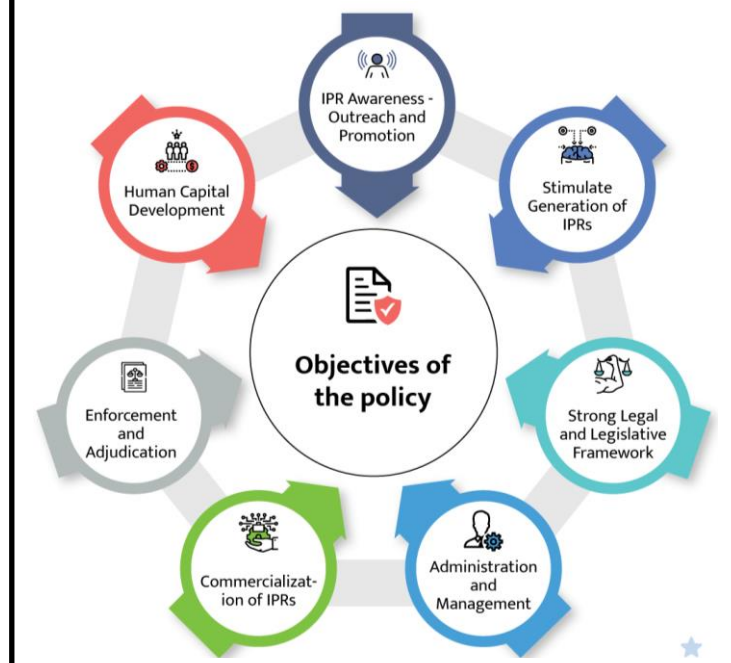 IPR Awareness -
Outreach and
Promotion
Stimulate
Generation of
IPRs
Strong Legal
and Legislative
Framework
Administration
and
Management
Commercializat-
ion of IPRs
Enforcement
and
Adjudication
Human Capital
Development
Objectives of
the policy